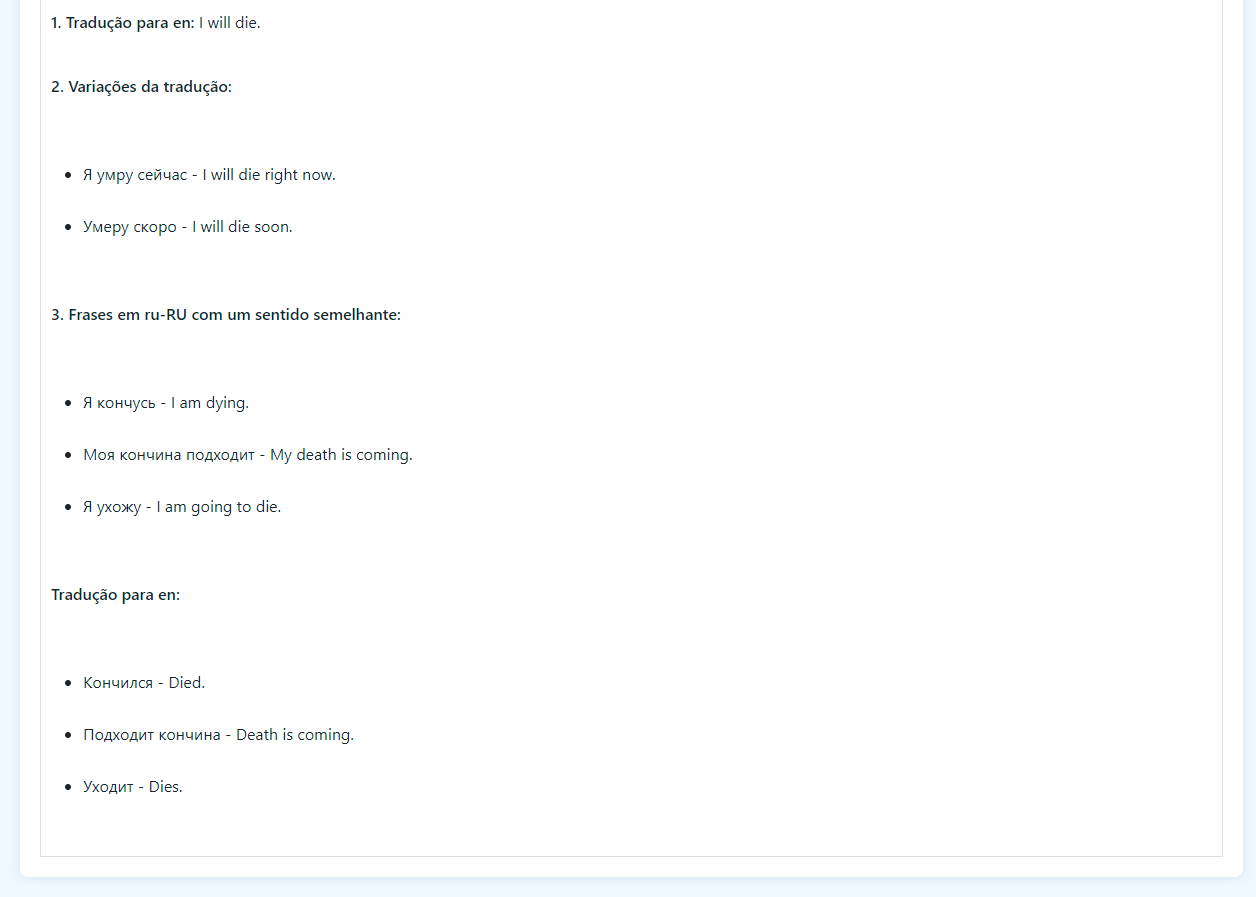 1. Tradução para en: I will die.
2. Variações da tradução:
Я умру сейчас - I will die right now.
Умеру скоро - I will die soon.
3. Frases em ru-RU com um sentido semelhante:
Я кончусь - I am dying.
Моя кончина подходит - My death is coming.
Я ухожу - I am going to die.
Tradução para en:
Кончился - Died.
Подходит кончина - Death is coming.
Уходит - Dies.